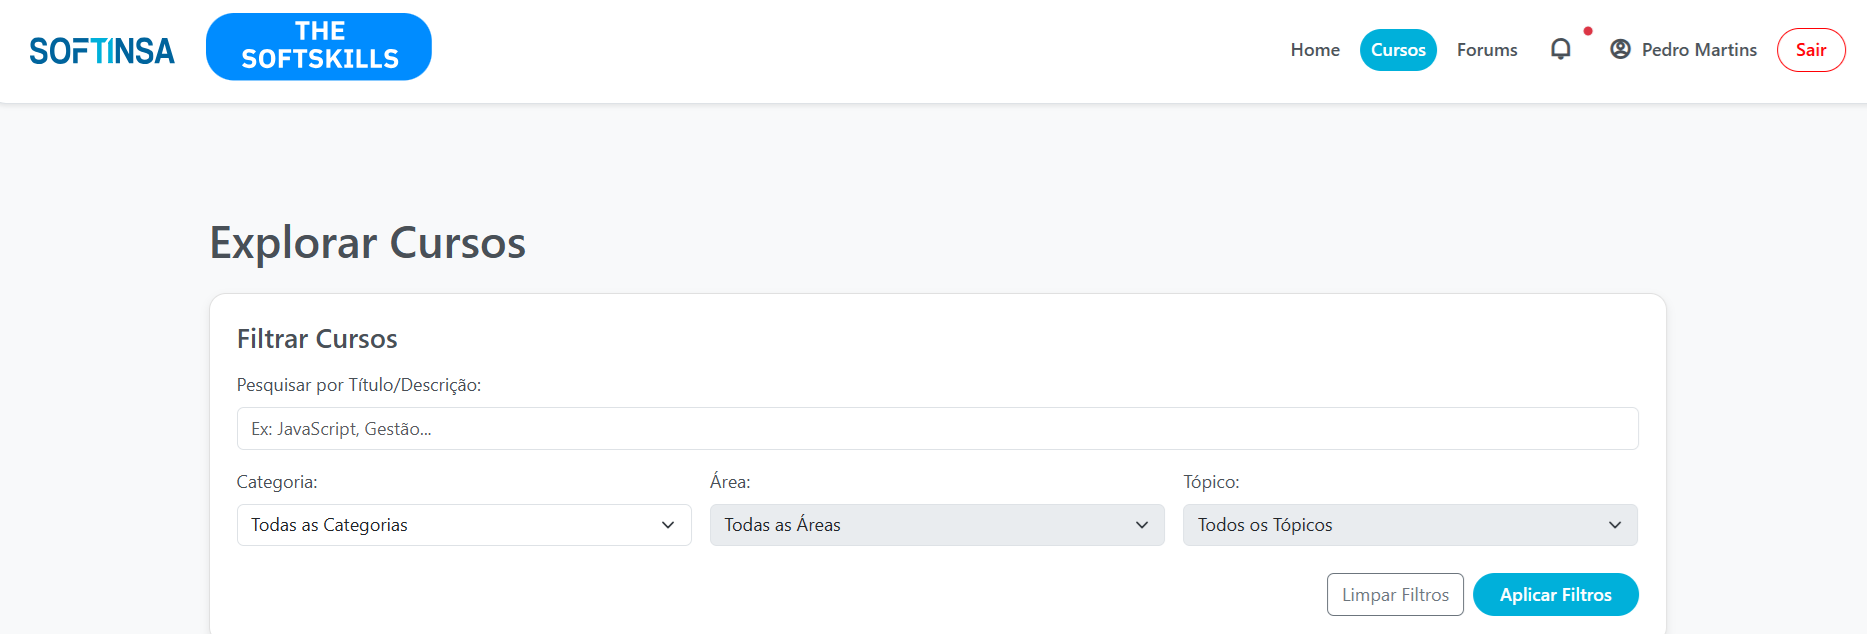 SOFTINSA
THE
SOFTSKILLS
Home Cursos Forums Pedro Martins Sair
Explorar Cursos
Filtrar Cursos
Pesquisar por Título/Descrição:
Ex: JavaScript, Gestão...
Categoria: Área: Tópico:
Todas as Categorias Todas as Áreas Todos os Tópicos
Limpar Filtros Aplicar Filtros